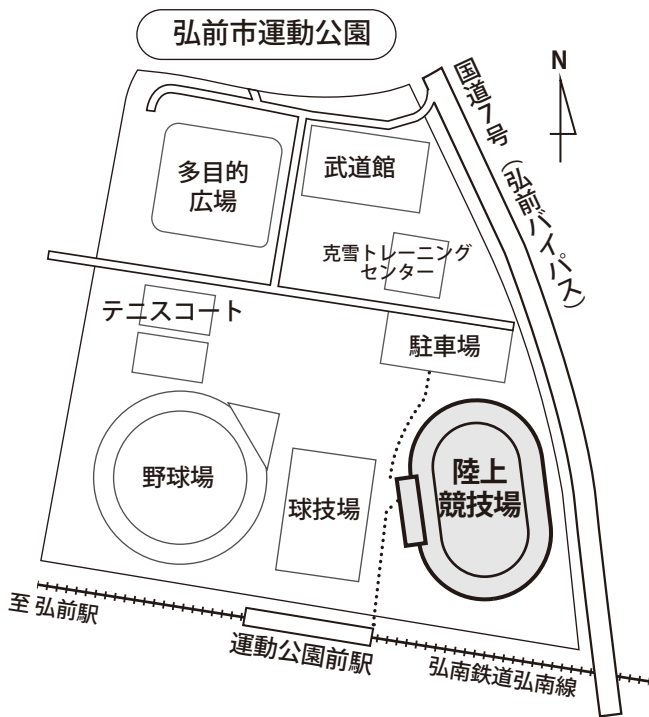 弘前市運動公園
N
国道7号（弘前バイパス）
多目的
広場
武道館
克雪トレーニング
センター
テニスコート
駐車場
野球場
球技場
陸上
競技場
至 弘前駅
運動公園前駅
弘南鉄道弘南線